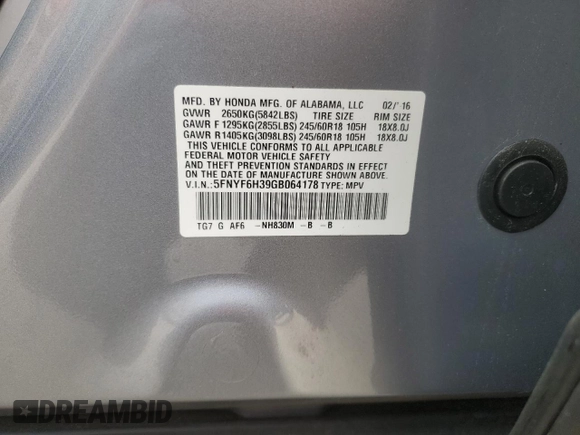 MFD. BY HONDA MFG. OF ALABAMA, LLC 02/'16
GVWR 2650KG(5842LBS) TIRE SIZE RIM SIZE
GAWR F 1295KG(2855LBS) 245/60R18 105H 18X8.0J
GAWR R 1405KG(3098LBS) 245/60R18 105H 18X8.0J
THIS VEHICLE CONFORMS TO ALL APPLICABLE
FEDERAL MOTOR VEHICLE SAFETY
AND THEFT PREVENTION STANDARDS IN EFFECT
ON THE DATE OF MANUFACTURE SHOWN ABOVE.
V.I.N.: 5FNYF6H39GB064178 TYPE: MPV
TG7 G AF6 -NH830M -B -B
DREAMBID